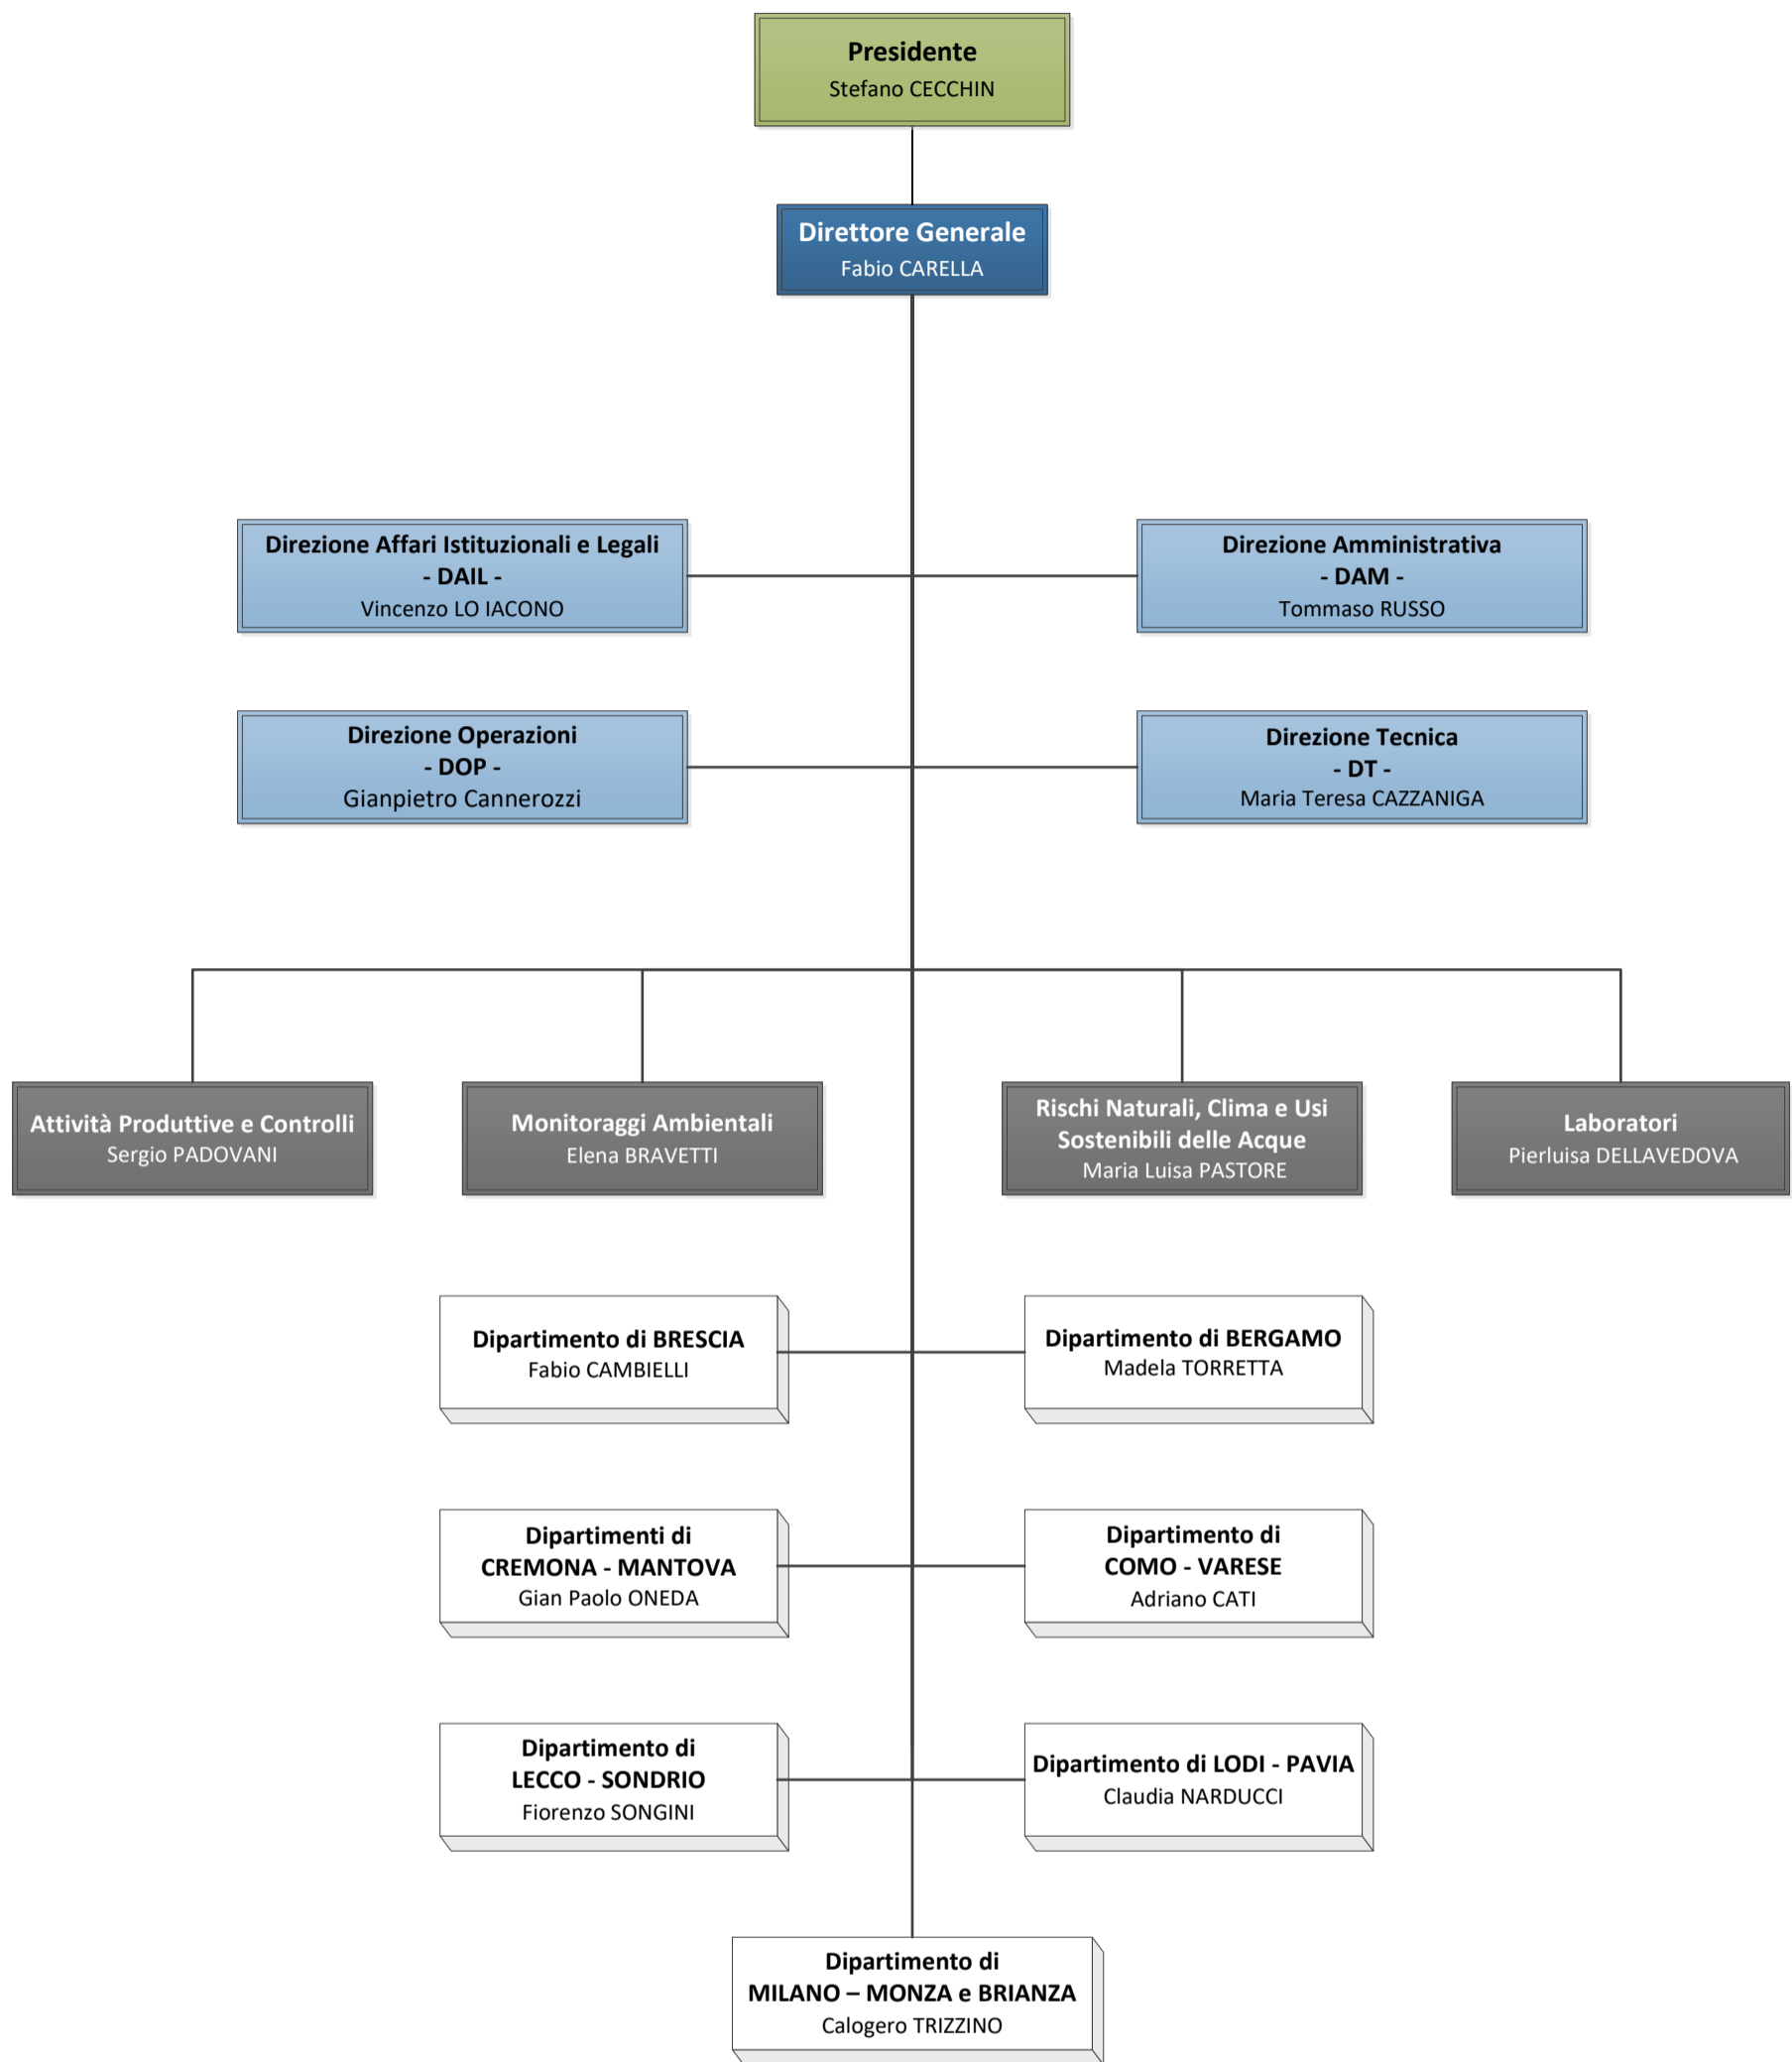 Presidente
Stefano CECCHIN
Direttore Generale
Fabio CARELLA
Direzione Affari Istituzionali e Legali
- DAIL -
Vincenzo LO IACONO
Direzione Amministrativa
- DAM -
Tommaso RUSSO
Direzione Operazioni
- DOP -
Gianpietro Cannerozzi
Direzione Tecnica
- DT -
Maria Teresa CAZZANIGA
Attività Produttive e Controlli
Sergio PADOVANI
Monitoraggi Ambientali
Elena BRAVETTI
Rischi Naturali, Clima e Usi
Sostenibili delle Acque
Maria Luisa PASTORE
Laboratori
Pierluisa DELLAVEDOVA
Dipartimento di BRESCIA
Fabio CAMBIELLI
Dipartimento di BERGAMO
Madela TORRETTA
Dipartimenti di
CREMONA - MANTOVA
Gian Paolo ONEDA
Dipartimento di
COMO - VARESE
Adriano CATI
Dipartimento di
LECCO - SONDRIO
Fiorenzo SONGINI
Dipartimento di LODI - PAVIA
Claudia NARDUCCI
Dipartimento di
MILANO – MONZA e BRIANZA
Calogero TRIZZINO